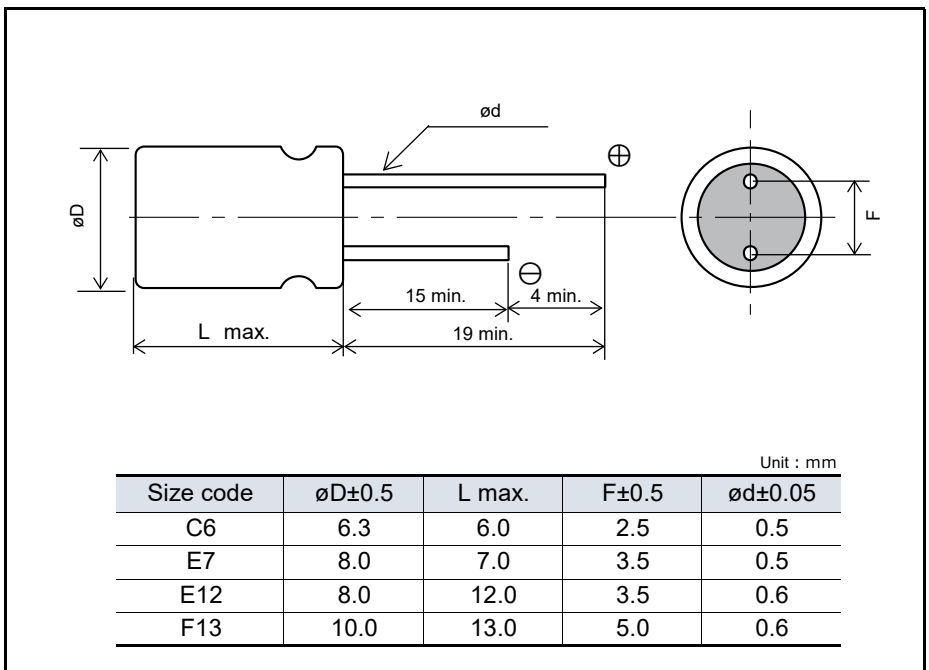 ød
⊕
øD
F
⊖
15 min.
4 min.
L max.
19 min.
Unit : mm
Size code øD±0.5 L max. F±0.5 ød±0.05
C6 6.3 6.0 2.5 0.5
E7 8.0 7.0 3.5 0.5
E12 8.0 12.0 3.5 0.6
F13 10.0 13.0 5.0 0.6